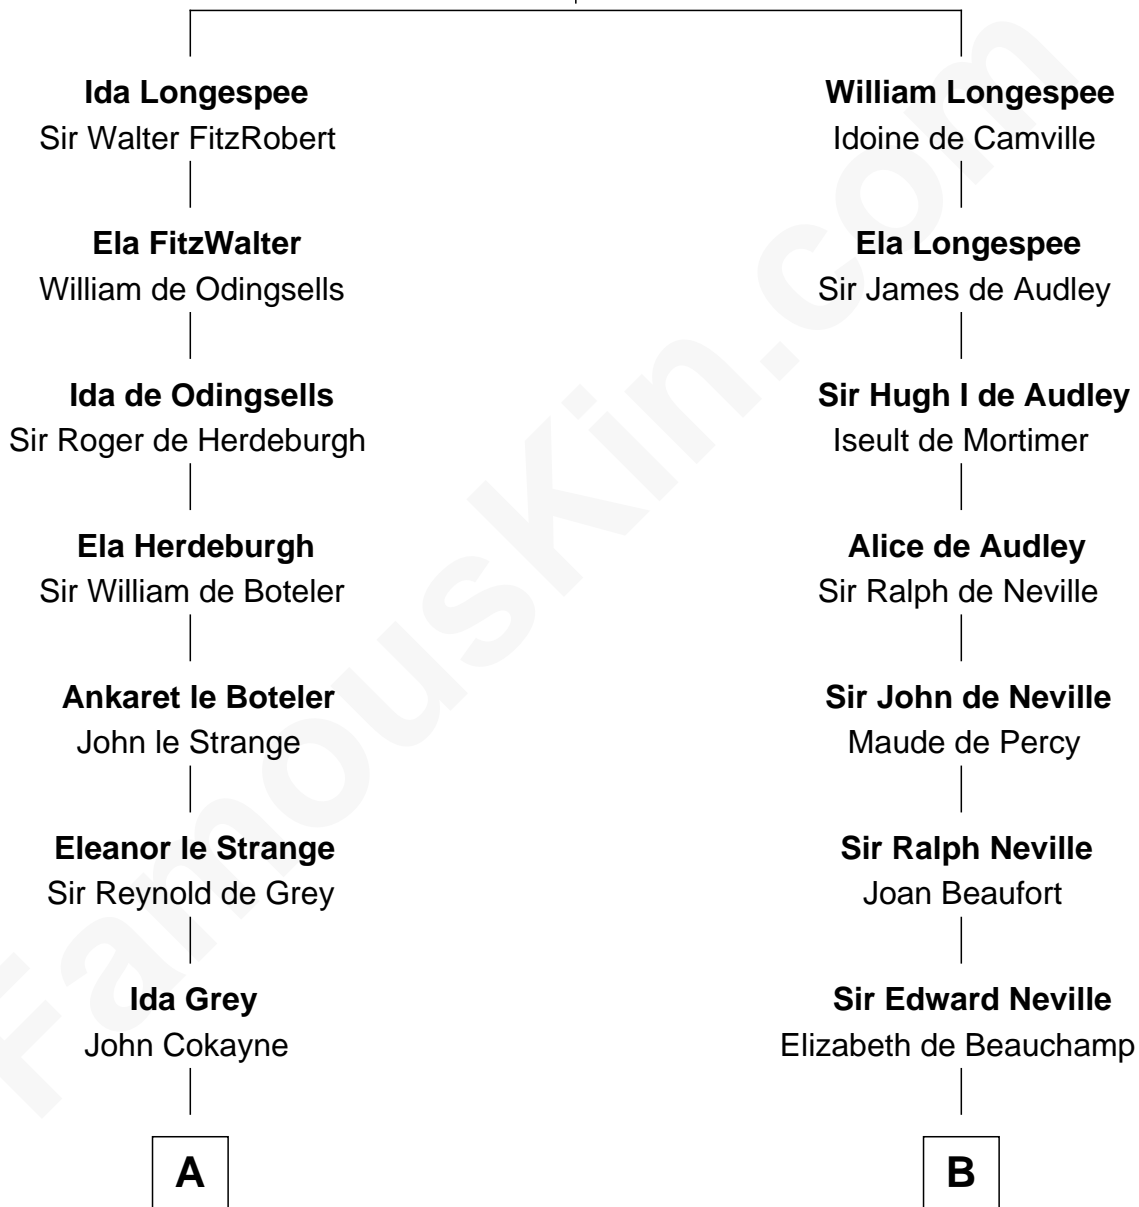 Ida Longespee
Sir Walter FitzRobert
Ela FitzWalter
William de Odingsells
Ida de Odingsells
Sir Roger de Herdeburgh
Ela Herdeburgh
Sir William de Boteler
Ankaret le Boteler
John le Strange
Eleanor le Strange
Sir Reynold de Grey
Ida Grey
John Cokayne
A
William Longespee
Idoine de Camville
Ela Longespee
Sir James de Audley
Sir Hugh I de Audley
Iseult de Mortimer
Alice de Audley
Sir Ralph de Neville
Sir John de Neville
Maude de Percy
Sir Ralph Neville
Joan Beaufort
Sir Edward Neville
Elizabeth de Beauchamp
B
FamousKin.com